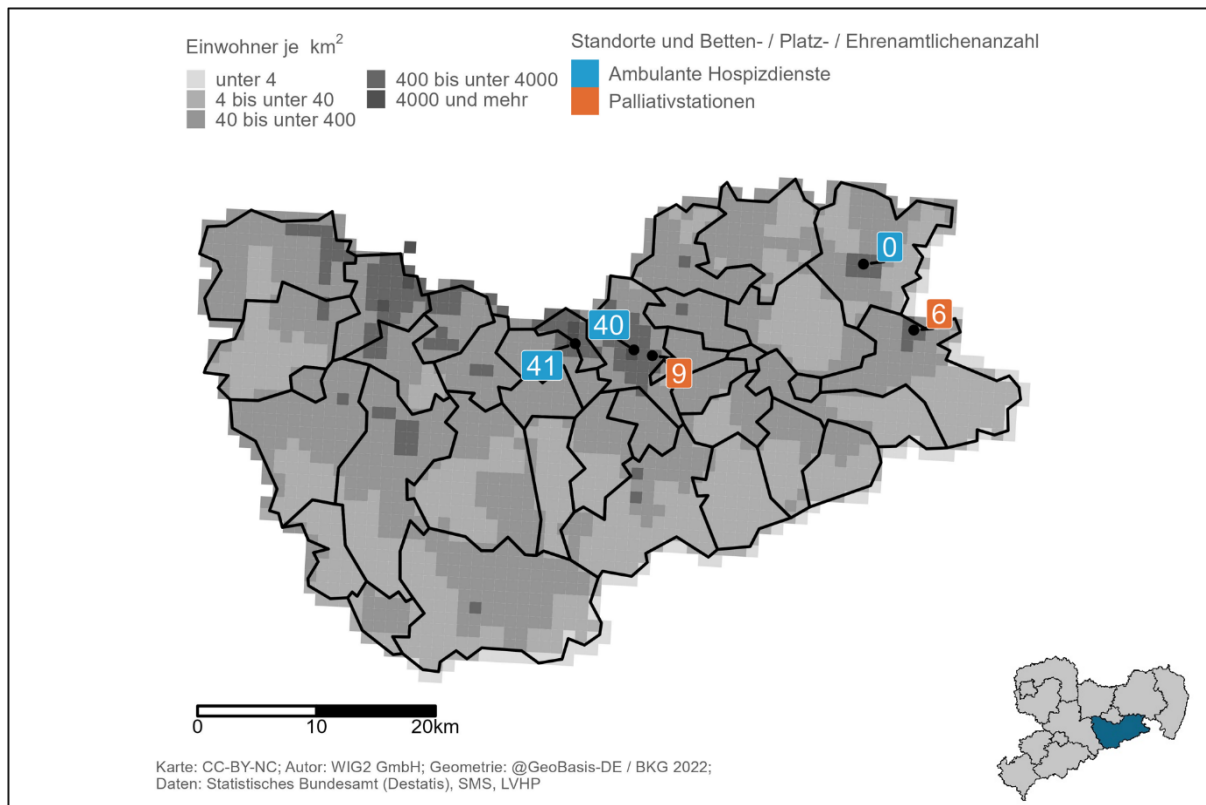 Einwohner je km²
unter 4
4 bis unter 40
40 bis unter 400
400 bis unter 4000
4000 und mehr
Standorte und Betten- / Platz- / Ehrenamtlichenanzahl
Ambulante Hospizdienste
Palliativstationen
0
6
40
41
9
0 10 20km
Karte: CC-BY-NC; Autor: WIG2 GmbH; Geometrie: @GeoBasis-DE / BKG 2022;
Daten: Statistisches Bundesamt (Destatis), SMS, LVHP